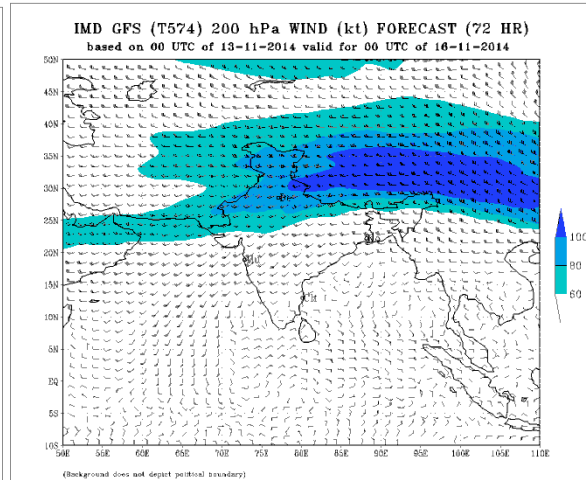 IMD GFS (T574) 200 hPa WIND (kt) FORECAST (72 HR)
based on 00 UTC of 13-11-2014 valid for 00 UTC of 16-11-2014
50N
45N
40N
35N
30N
25N
20N
15N
10N
5N
EQ
5S
10S
50E 55E 60E 65E 70E 75E 80E 85E 90E 95E 100E 105E 110E
100
80
60
(Background does not depict political boundary)